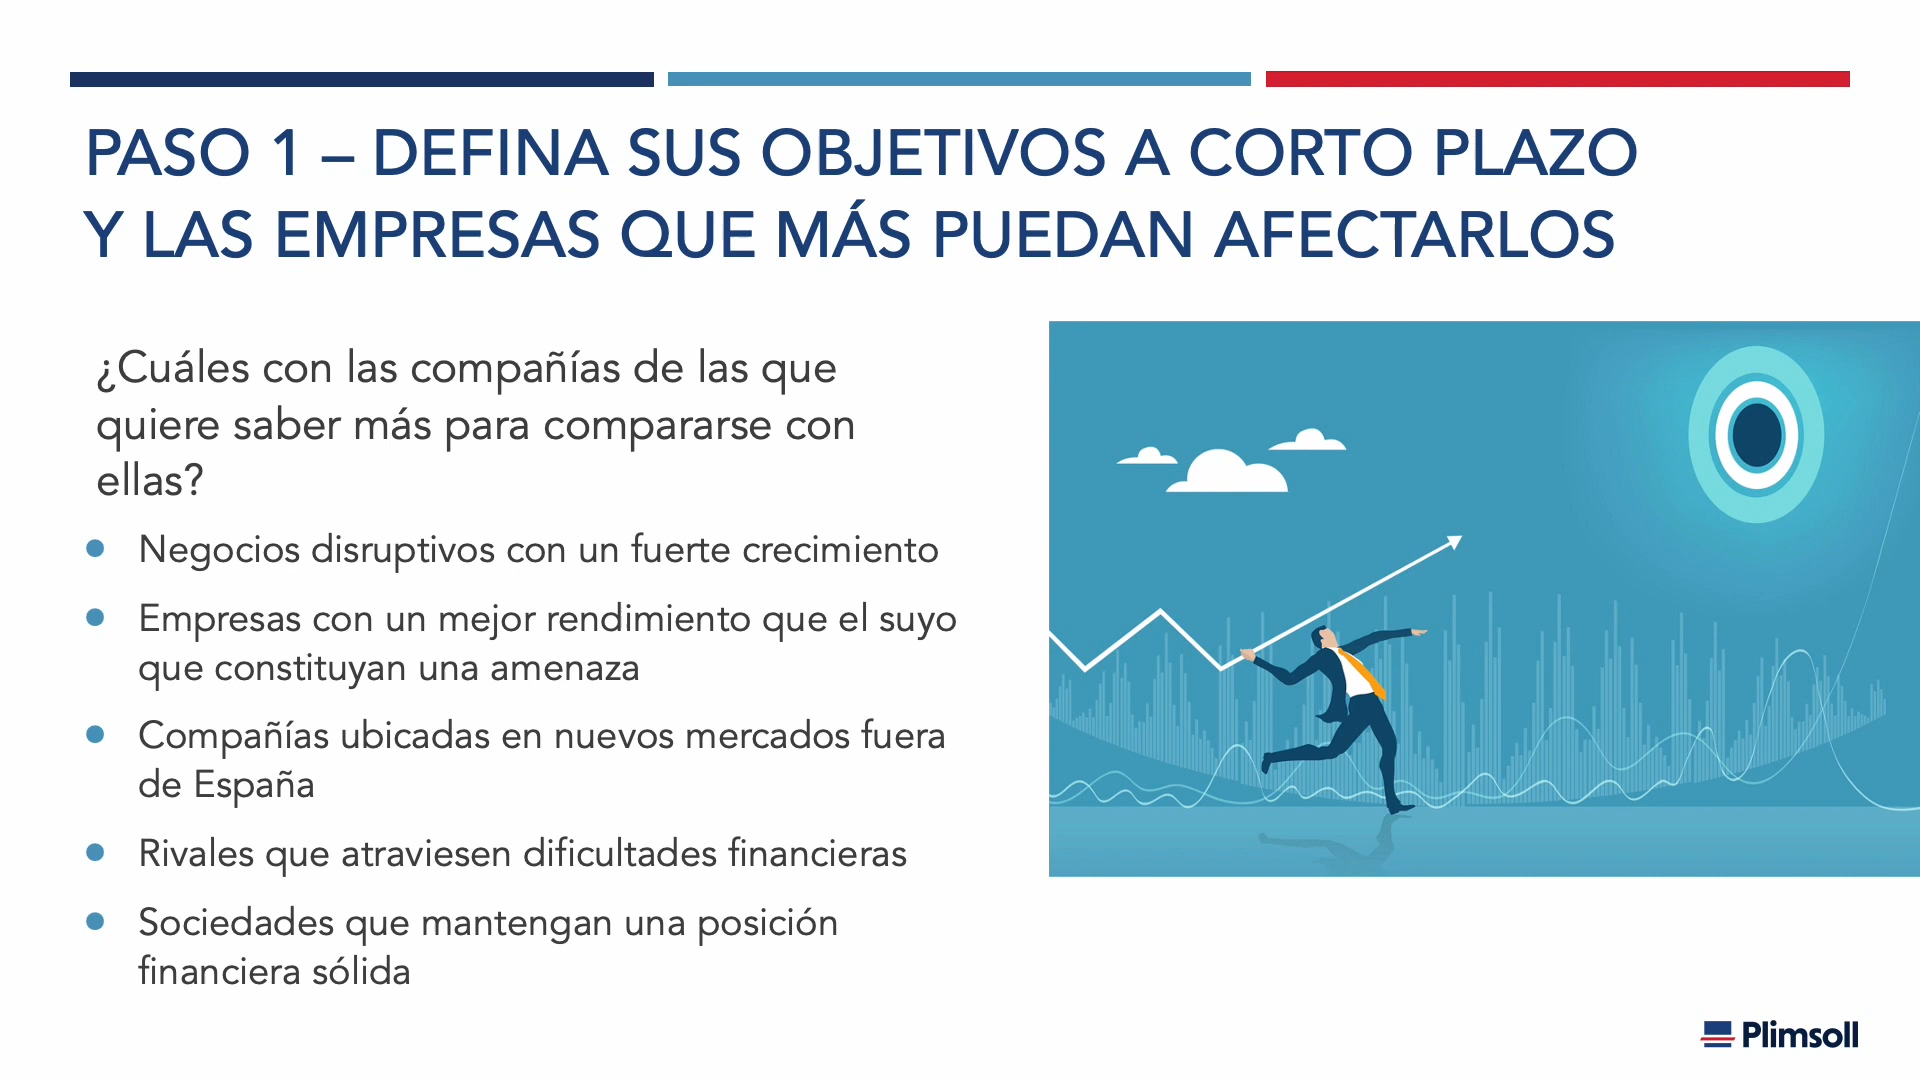 PASO 1 – DEFINA SUS OBJETIVOS A CORTO PLAZO
Y LAS EMPRESAS QUE MÁS PUEDAN AFECTARLOS
¿Cuáles con las compañías de las que
quiere saber más para compararse con
ellas?
Negocios disruptivos con un fuerte crecimiento
Empresas con un mejor rendimiento que el suyo
que constituyan una amenaza
Compañías ubicadas en nuevos mercados fuera
de España
Rivales que atraviesen dificultades financieras
Sociedades que mantengan una posición
financiera sólida
Plimsoll